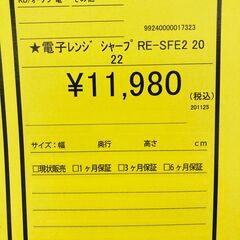 99240000017323
★電子ﾚﾝｼﾞ ｼｬｰﾌﾟ RE-SFE2 20
22
¥11,980
(税込)
201125
サイズ：幅 奥行 高さ cm
□現状販売 □1ヶ月保証 □3ヶ月保証 □6ヶ月保証